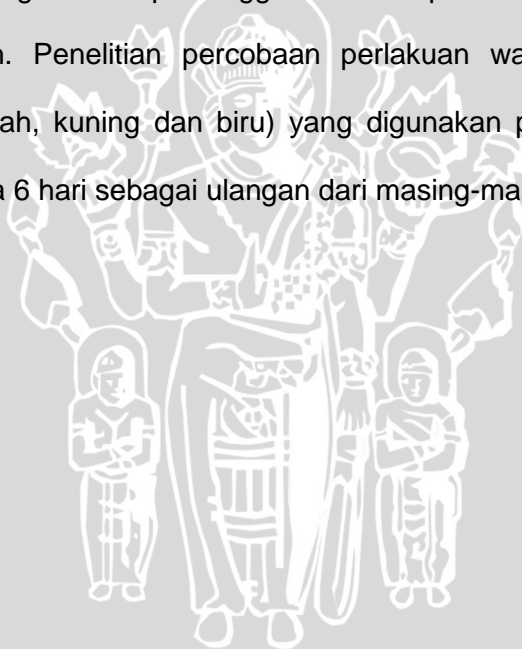 n. Penelitian percobaan perlakuan wa
ah, kuning dan biru) yang digunakan p
a 6 hari sebagai ulangan dari masing-ma